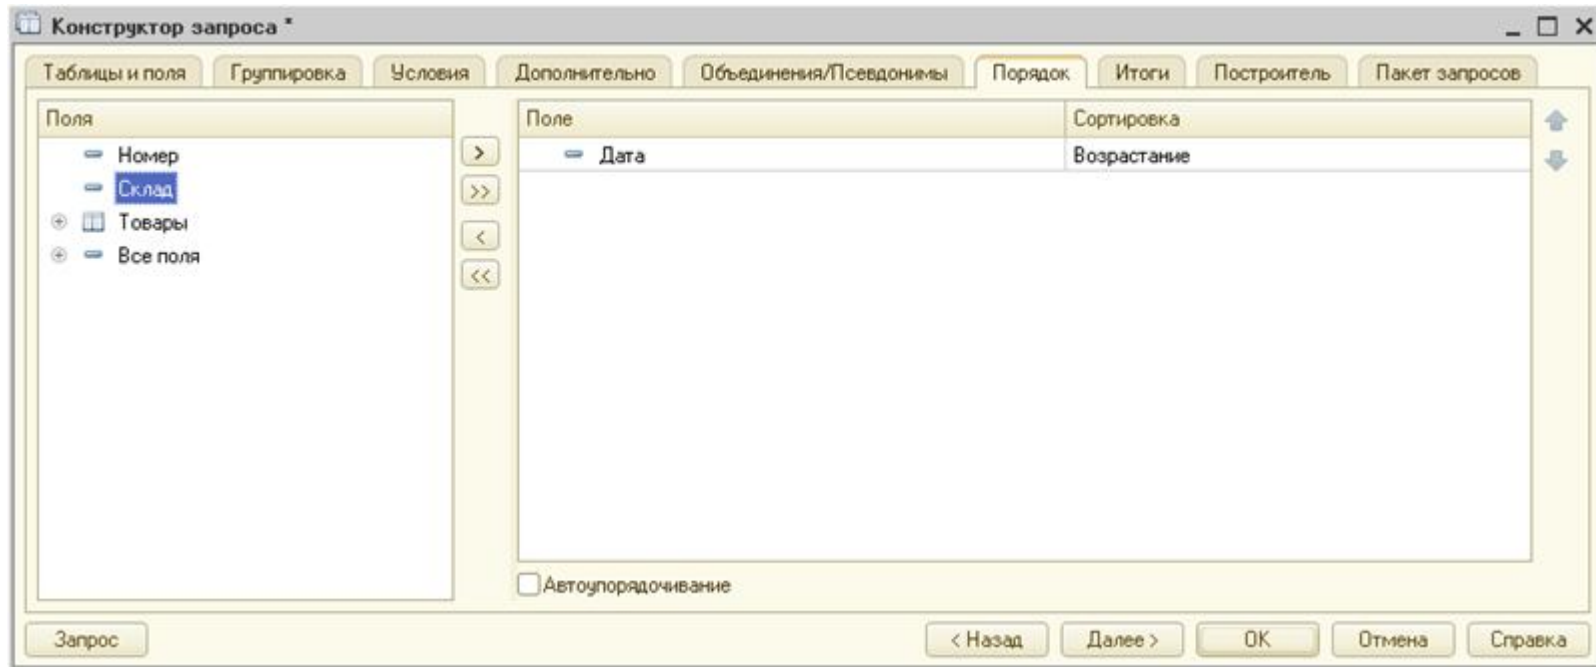 Конструктор запроса *
Таблицы и поля Группировка Условия Дополнительно Объединения/Псевдонимы Порядок Итоги Построитель Пакет запросов
Поля Поле Сортировка
Номер > Дата Возрастание
Склад >>
Товары <
Все поля <<
Автоупорядочивание
Запрос < Назад Далее > OK Отмена Справка